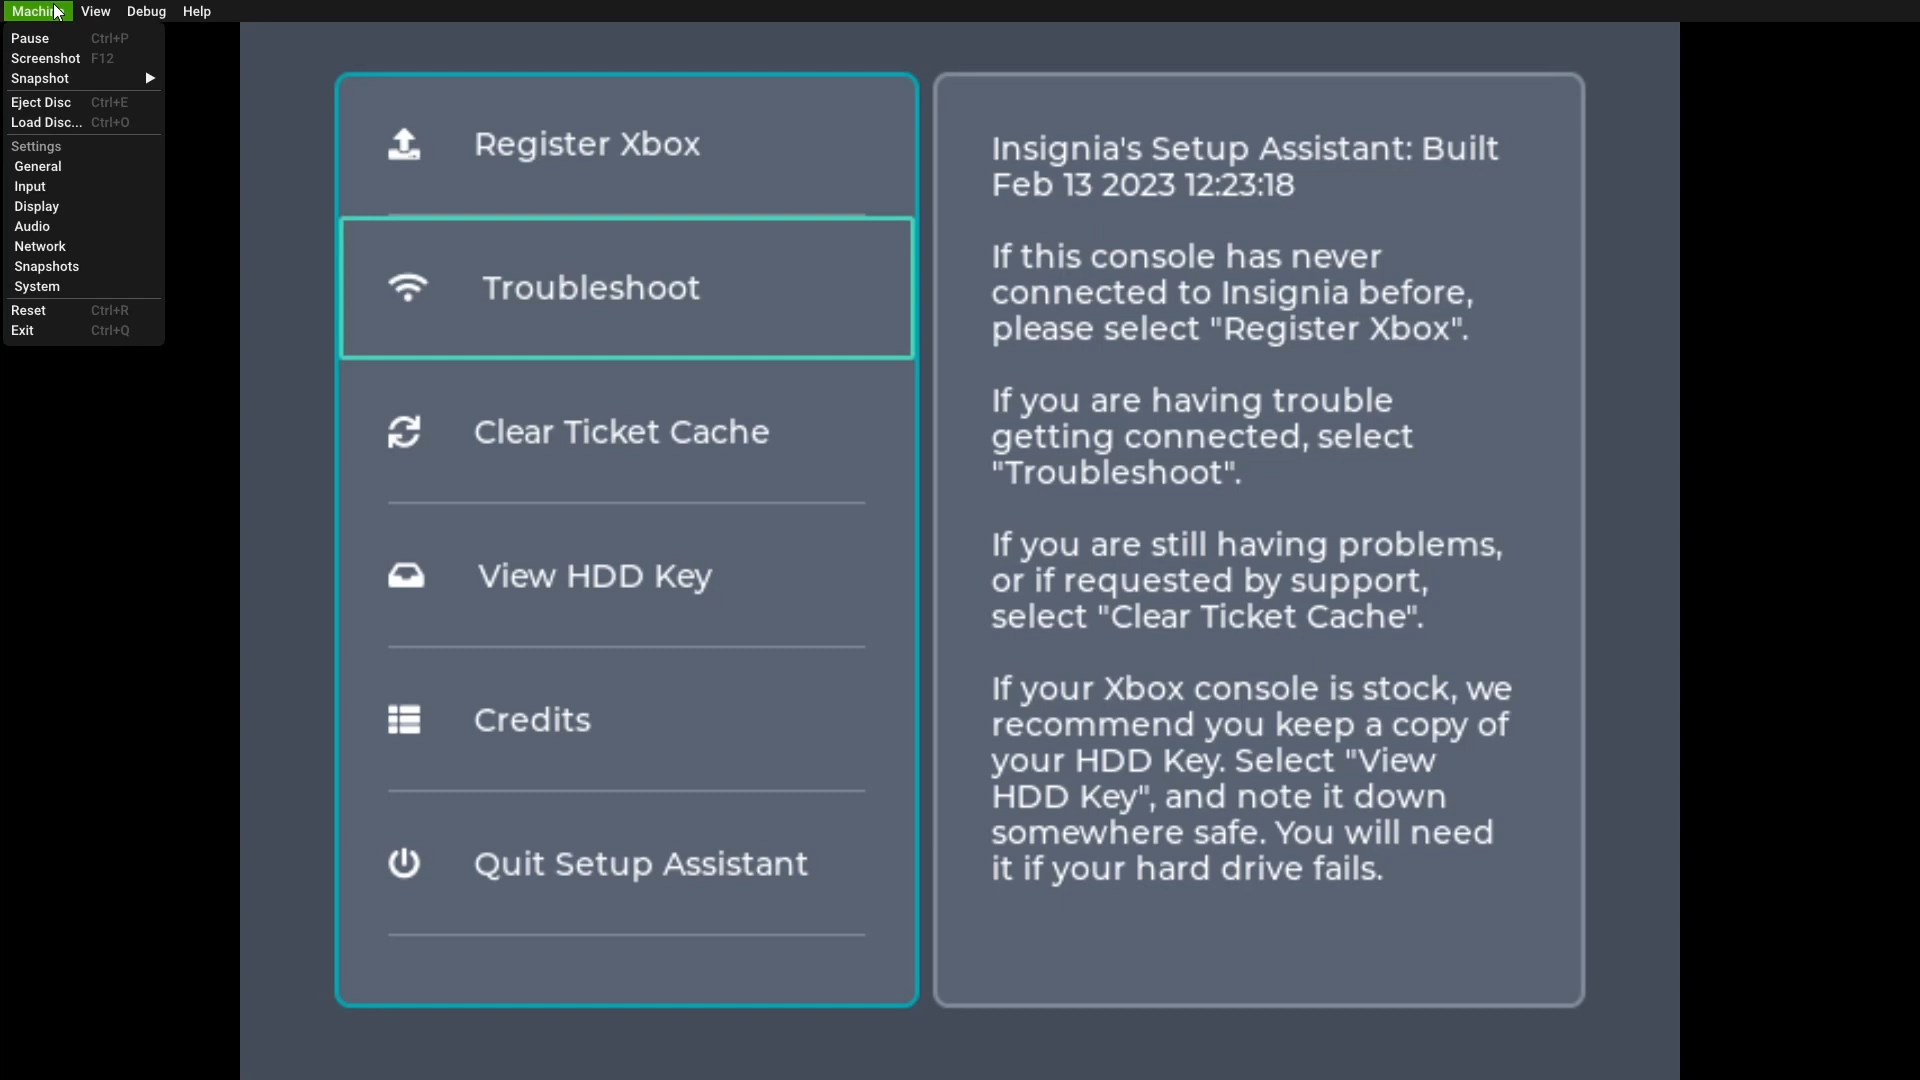 Machine View Debug Help
Pause Ctrl+P
Screenshot F12
Snapshot
Eject Disc Ctrl+E
Load Disc... Ctrl+O
Settings
General
Input
Display
Audio
Network
Snapshots
System
Reset Ctrl+R
Exit Ctrl+Q
Register Xbox
Troubleshoot
Clear Ticket Cache
View HDD Key
Credits
Quit Setup Assistant
Insignia's Setup Assistant: Built
Feb 13 2023 12:23:18
If this console has never
connected to Insignia before,
please select "Register Xbox".
If you are having trouble
getting connected, select
"Troubleshoot".
If you are still having problems,
or if requested by support,
select "Clear Ticket Cache".
If your Xbox console is stock, we
recommend you keep a copy of
your HDD Key. Select "View
HDD Key", and note it down
somewhere safe. You will need
it if your hard drive fails.